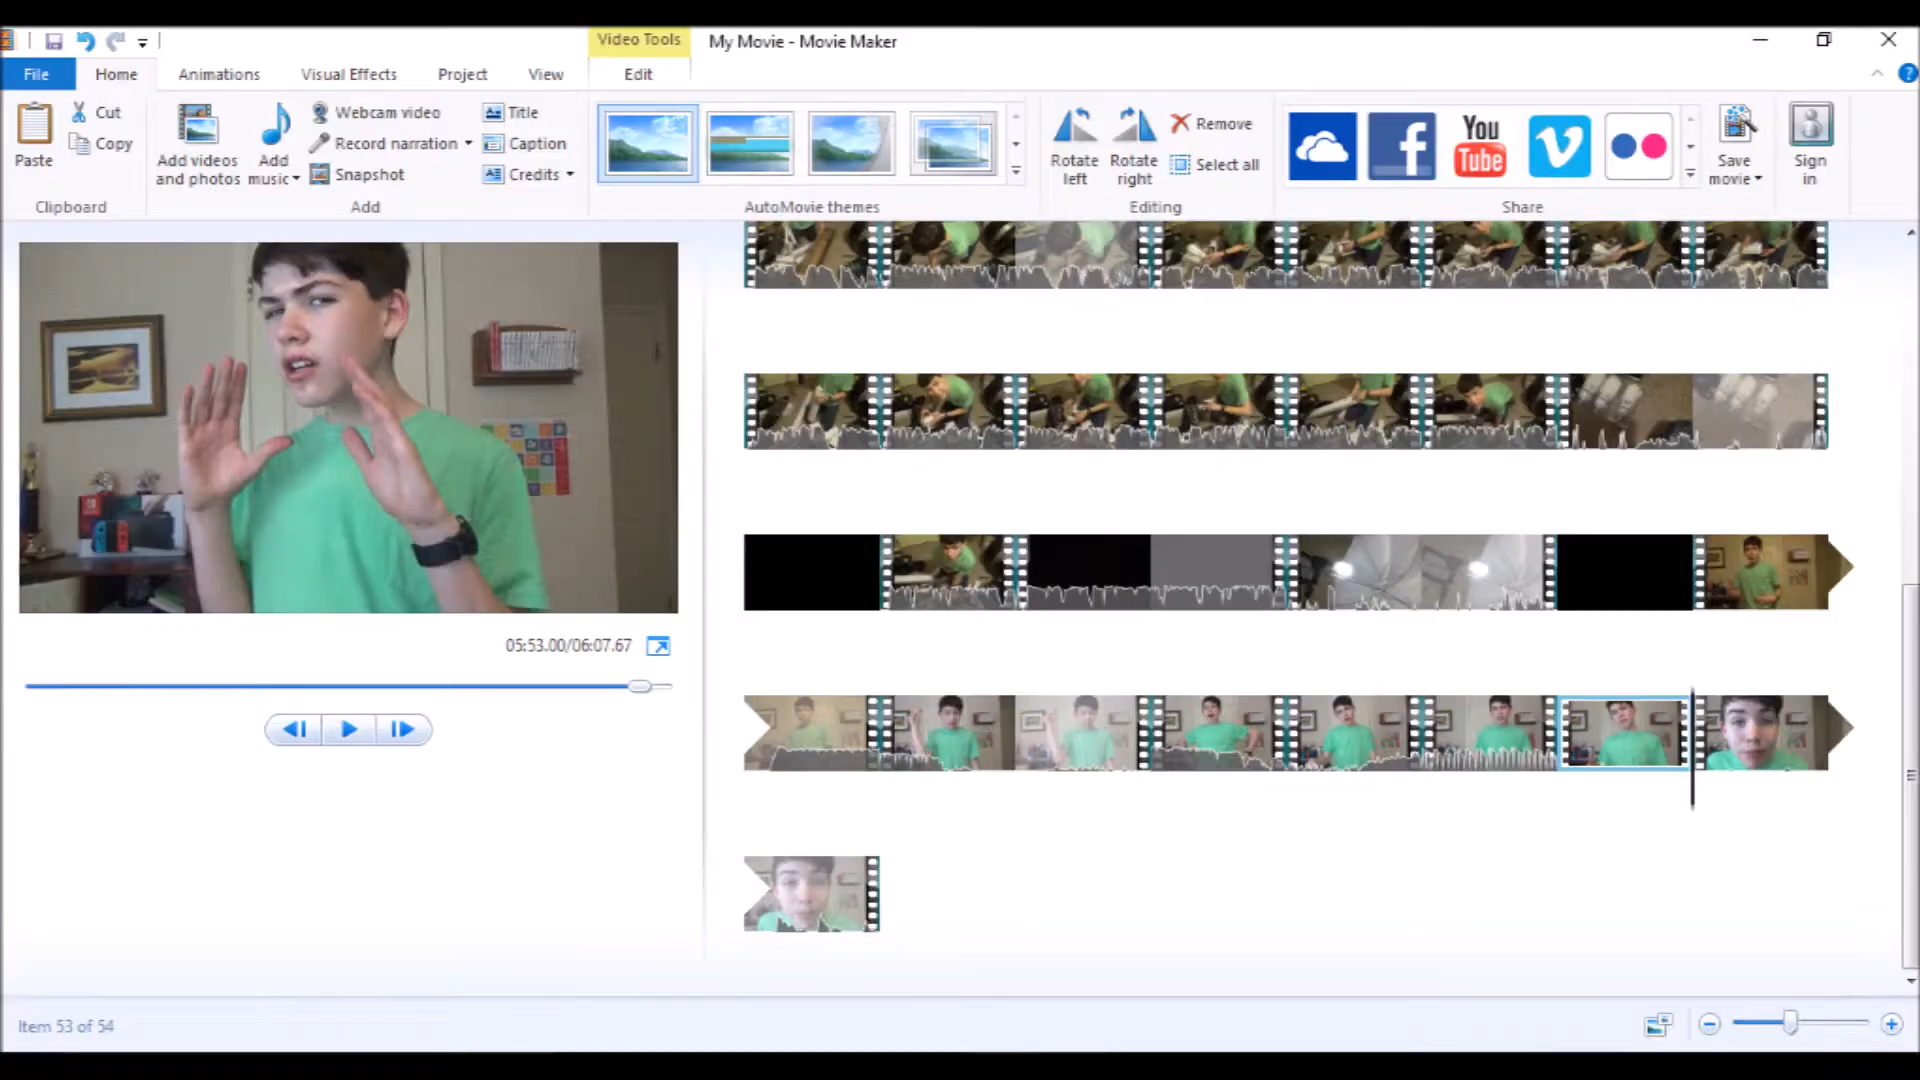 Video Tools
My Movie - Movie Maker
File
Home
Animations
Visual Effects
Project
View
Edit
Paste
Cut
Copy
Clipboard
Add videos
and photos
Add
music
Webcam video
Record narration
Snapshot
Title
Caption
Credits
Add
AutoMovie themes
Rotate
left
Rotate
right
Remove
Select all
Editing
You
Tube
Share
Save
movie
Sign
in
05:53.00/06:07.67
Item 53 of 54